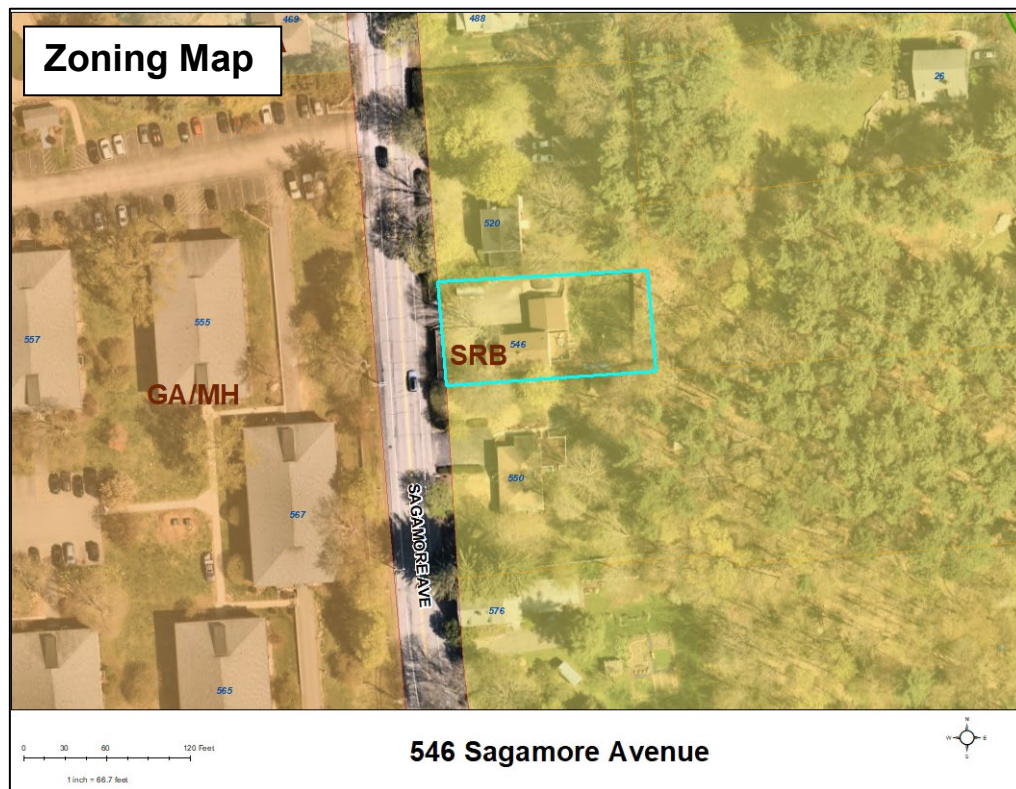 469
A
488
Zoning Map
26
520
557
555
546
SRB
GA/MH
550
567
SAGAMORE AVE
576
565
0 30 60 120 Feet
1 inch = 66.7 feet
546 Sagamore Avenue
N
W E
S